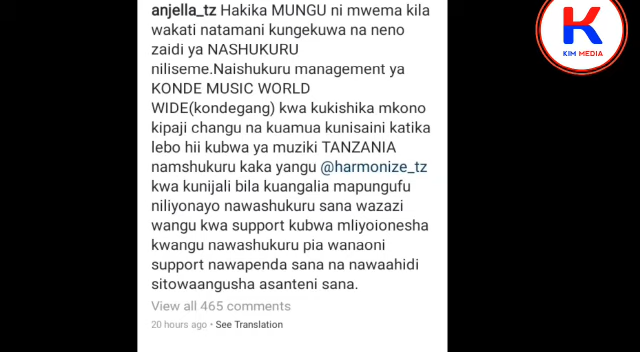 anjella_tz Hakika MUNGU ni mwema kila
wakati natamani kungekuwa na neno
zaidi ya NASHUKURU
niliseme.Naishukuru management ya
KONDE MUSIC WORLD
WIDE(kondegang) kwa kukishika mkono
kipaji changu na kuamua kunisaini katika
lebo hii kubwa ya muziki TANZANIA
namshukuru kaka yangu @harmonize_tz
kwa kunijali bila kuangalia mapungufu
niliyonayo nawashukuru sana wazazi
wangu kwa support kubwa mliyoionesha
kwangu nawashukuru pia wanaoni
support nawapenda sana na nawaahidi
sitowaangusha asanteni sana.
View all 465 comments
20 hours ago • See Translation
K
KIM MEDIA